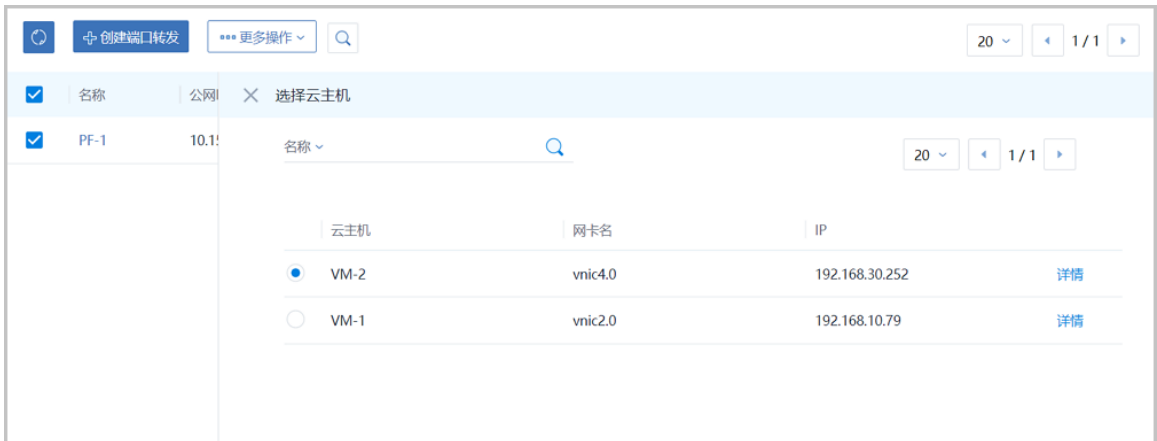 创建端口转发 更多操作 20 1 / 1
名称 公网 选择云主机
PF-1 10.15 名称 20 1 / 1
云主机 网卡名 IP
VM-2 vnic4.0 192.168.30.252 详情
VM-1 vnic2.0 192.168.10.79 详情